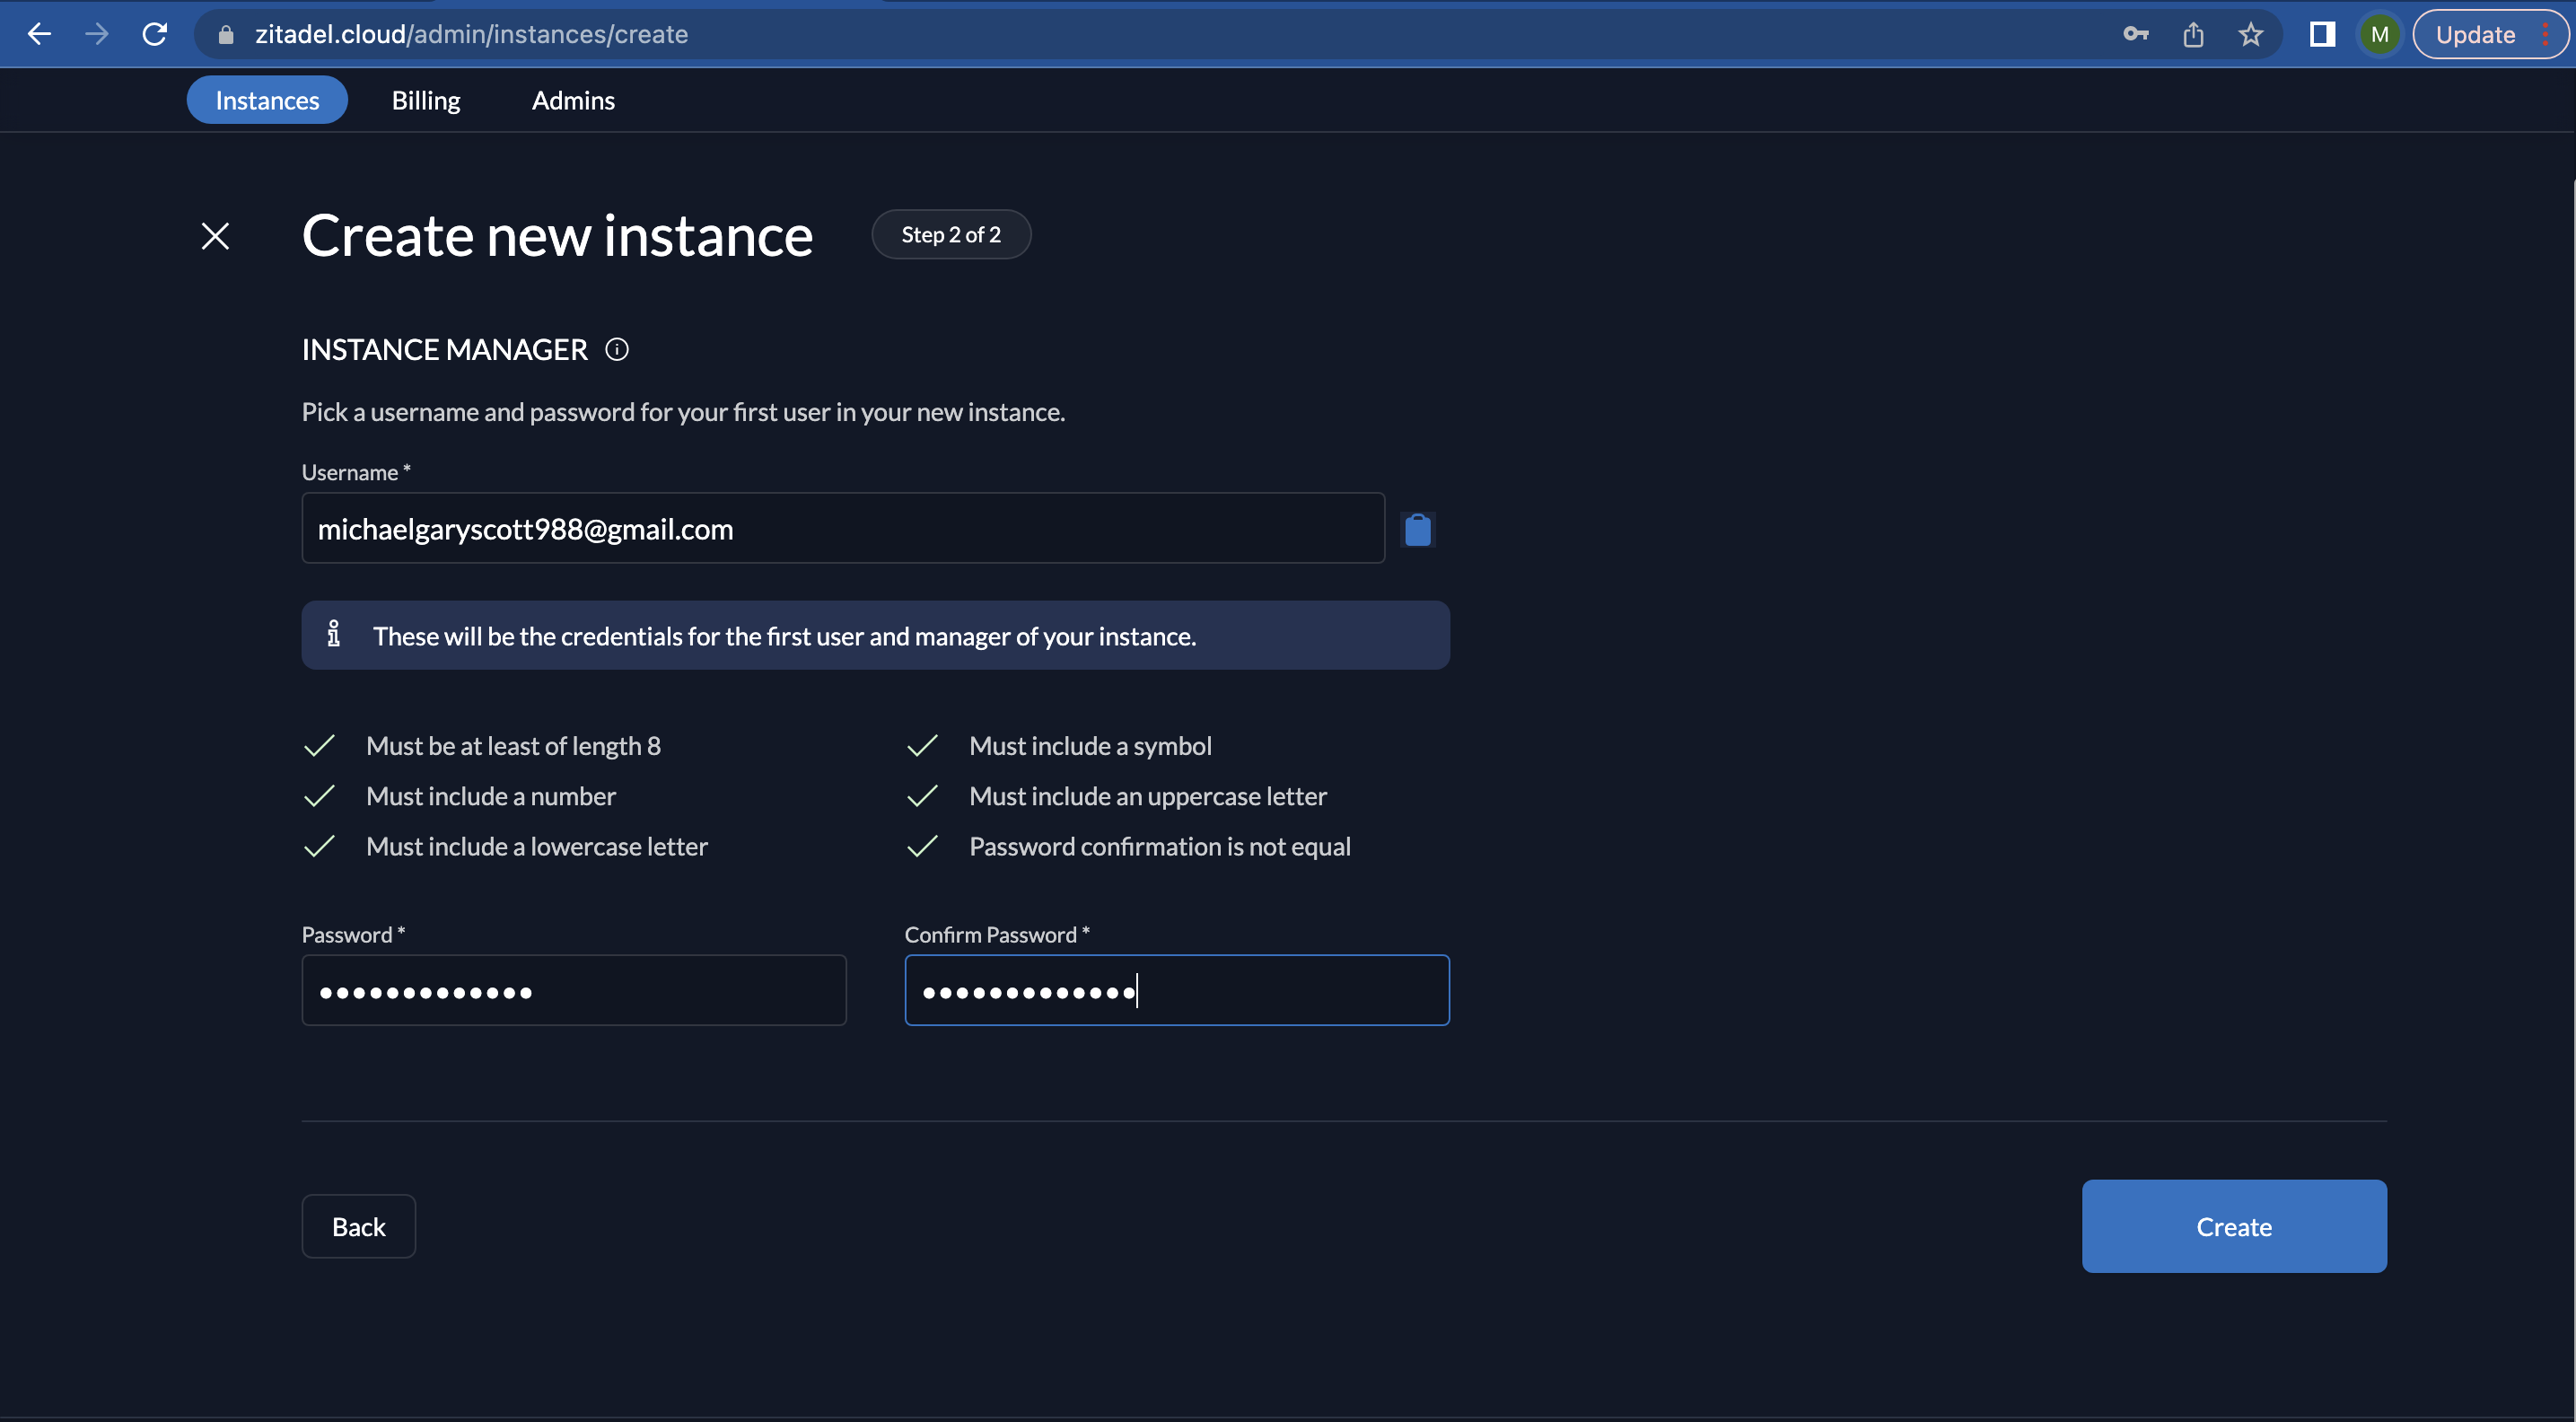 zitadel.cloud/admin/instances/create
M
Update
Instances Billing Admins
Create new instance
Step 2 of 2
INSTANCE MANAGER
Pick a username and password for your first user in your new instance.
Username *
michaelgaryscott988@gmail.com
These will be the credentials for the first user and manager of your instance.
Must be at least of length 8
Must include a symbol
Must include a number
Must include an uppercase letter
Must include a lowercase letter
Password confirmation is not equal
Password *
Confirm Password *
•••••••••••••
•••••••••••••
Back
Create